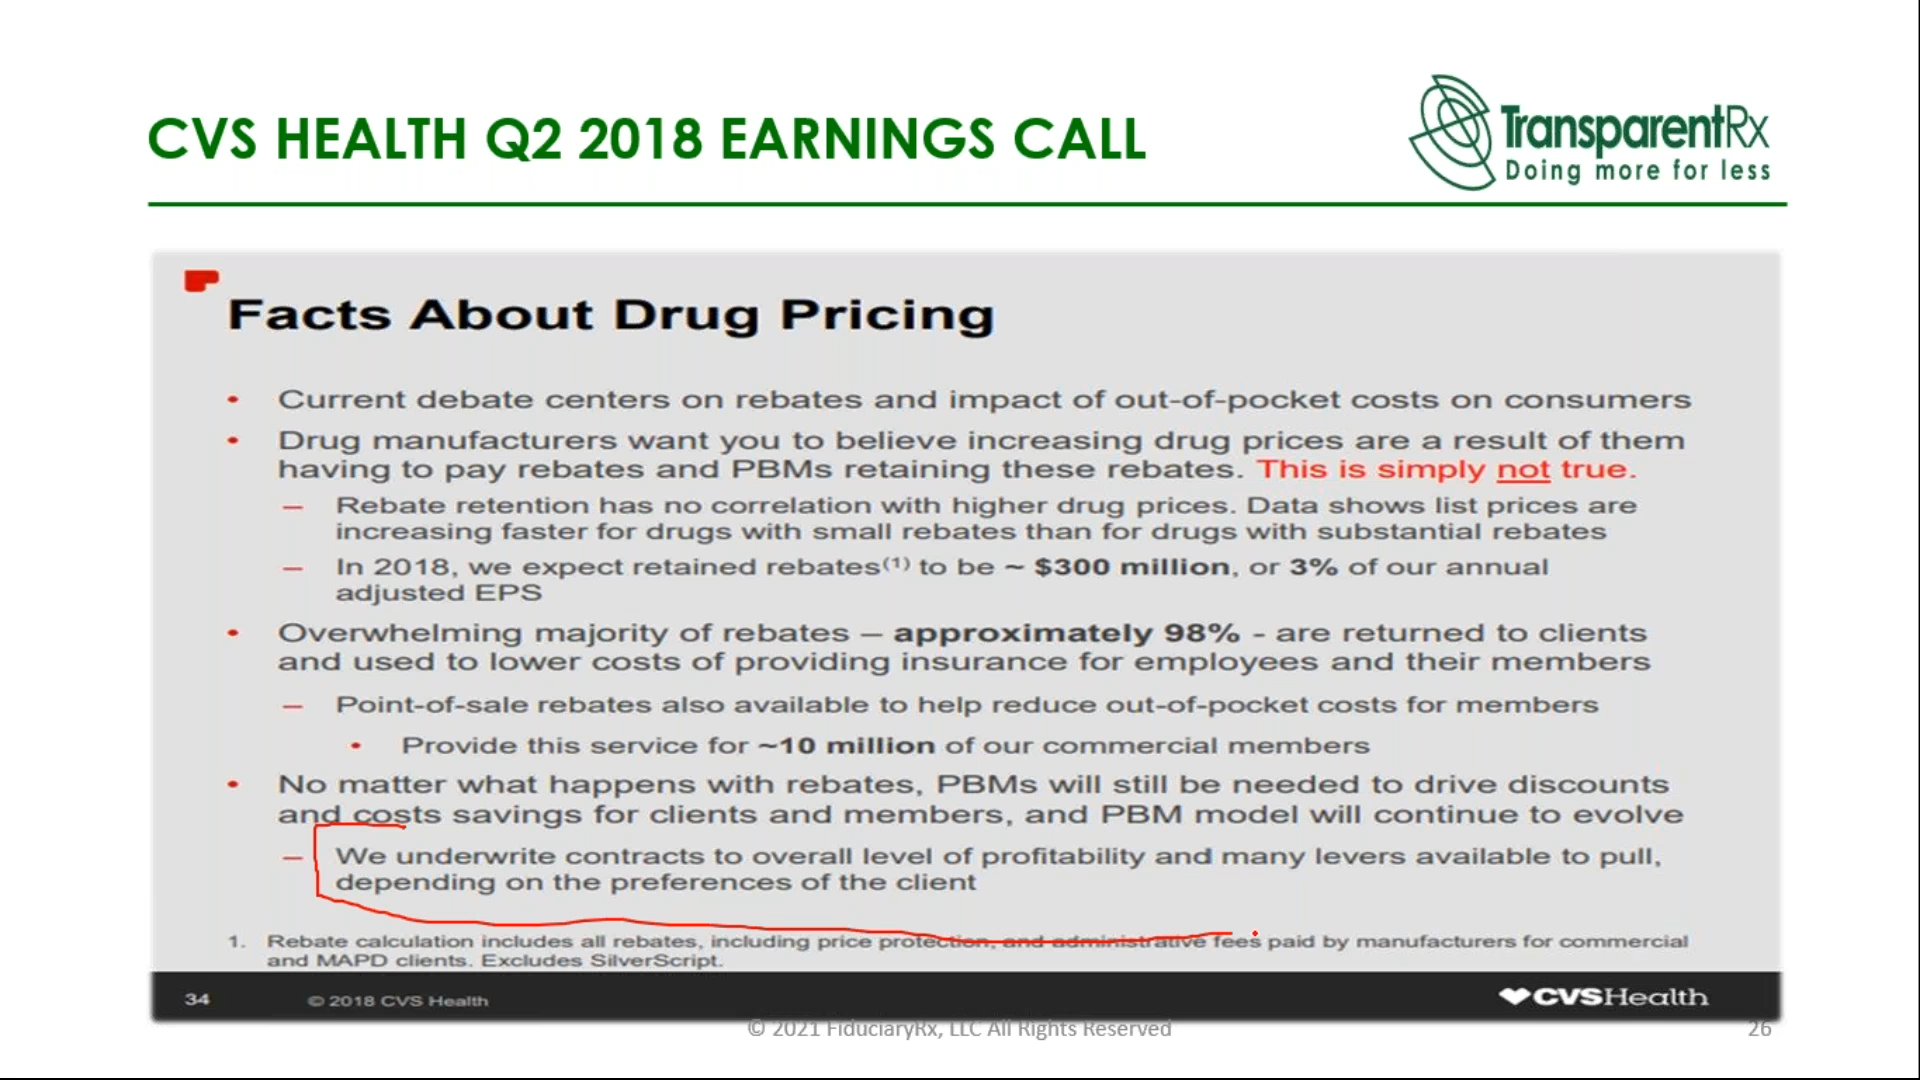 CVS HEALTH Q2 2018 EARNINGS CALL
TransparentRx
Doing more for less
Facts About Drug Pricing
• Current debate centers on rebates and impact of out-of-pocket costs on consumers
• Drug manufacturers want you to believe increasing drug prices are a result of them
having to pay rebates and PBMs retaining these rebates. This is simply not true.
– Rebate retention has no correlation with higher drug prices. Data shows list prices are
increasing faster for drugs with small rebates than for drugs with substantial rebates
– In 2018, we expect retained rebates(1) to be ~ $300 million, or 3% of our annual
adjusted EPS
• Overwhelming majority of rebates – approximately 98% - are returned to clients
and used to lower costs of providing insurance for employees and their members
– Point-of-sale rebates also available to help reduce out-of-pocket costs for members
• Provide this service for ~10 million of our commercial members
• No matter what happens with rebates, PBMs will still be needed to drive discounts
and costs savings for clients and members, and PBM model will continue to evolve
– We underwrite contracts to overall level of profitability and many levers available to pull,
depending on the preferences of the client
1. Rebate calculation includes all rebates, including price protection, and administrative fees paid by manufacturers for commercial
and MAPD clients. Excludes SilverScript.
34 © 2018 CVS Health CVSHealth
© 2021 FiduciaryRx, LLC All Rights Reserved 26